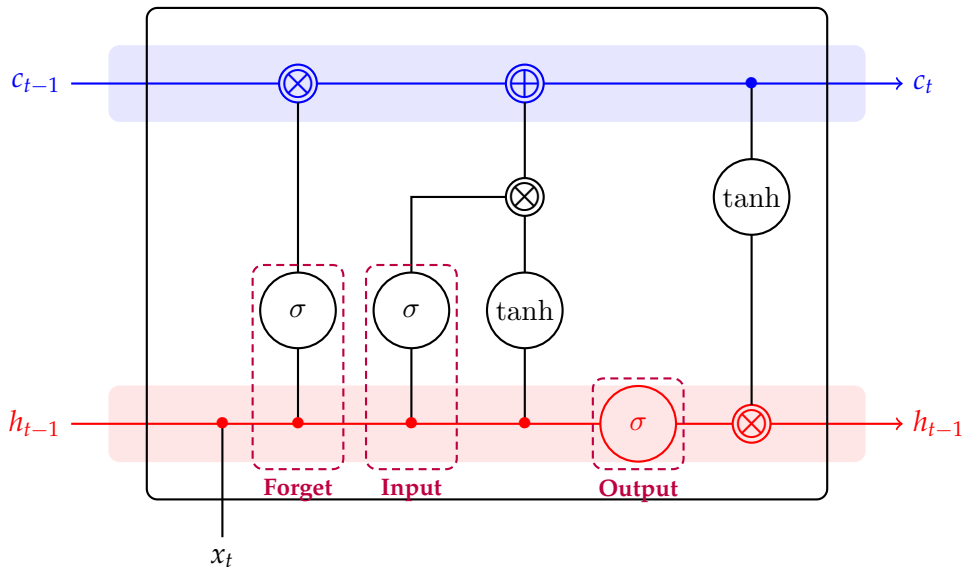 c_{t−1} c_t
tanh
σ σ tanh
h_{t−1} σ h_{t−1}
Forget Input Output
x_t